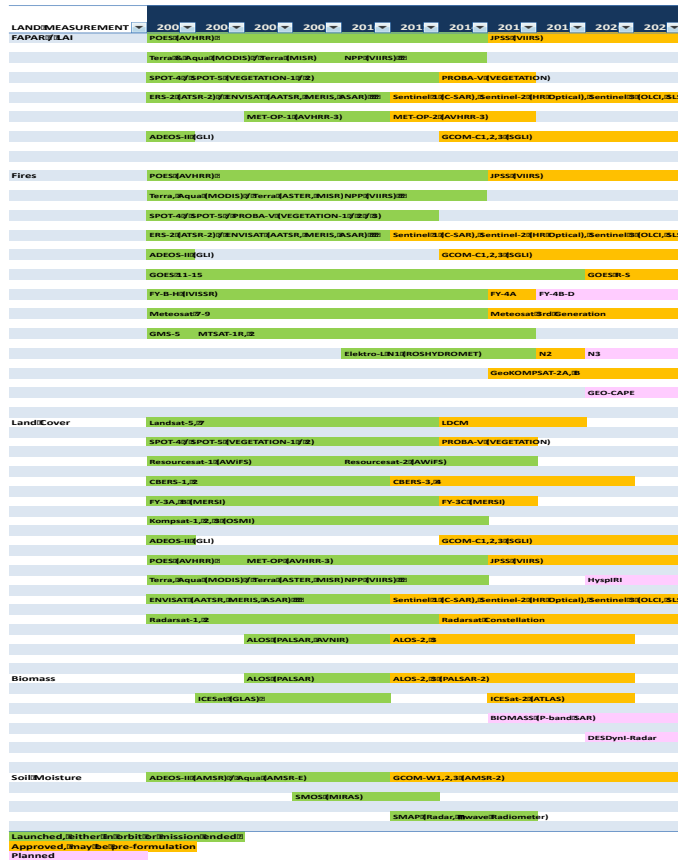 LAND MEASUREMENT 200 200 200 200 201 201 201 201 201 202 202
FAPAR / LAI POES (AVHRR) JPSS (VIIRS)
Terra & Aqua (MODIS) / Terra (MISR) NPP (VIIRS)
SPOT-4 / SPOT-5 (VEGETATION-1 / 2) PROBA-V (VEGETATION)
ERS-2 (ATSR-2) / ENVISAT (AATSR, MERIS, ASAR) Sentinel 1 (C-SAR), Sentinel-2 (HR Optical), Sentinel-3 (OLCI, SLS
MET-OP-1 (AVHRR-3) MET-OP-2 (AVHRR-3)
ADEOS-II (GLI) GCOM-C1,2,3 (SGLI)
Fires POES (AVHRR) JPSS (VIIRS)
Terra, Aqua (MODIS) / Terra (ASTER, MISR) NPP (VIIRS)
SPOT-4 / SPOT-5 / PROBA-V (VEGETATION-1 / 2 / 3)
ERS-2 (ATSR-2) / ENVISAT (AATSR, MERIS, ASAR) Sentinel 1 (C-SAR), Sentinel-2 (HR Optical), Sentinel-3 (OLCI, SLS
ADEOS-II (GLI) GCOM-C1,2,3 (SGLI)
GOES 11-15 GOES R-S
FY-B-H (IVISSR) FY-4A FY-4B-D
Meteosat 7-9 Meteosat 3rd Generation
GMS-5 MTSAT-1R, 2
Elektro-L N1 (ROSHYDROMET) N2 N3
GeoKOMPSAT-2A, B
GEO-CAPE
Land Cover Landsat-5, 7 LDCM
SPOT-4 / SPOT-5 (VEGETATION-1 / 2) PROBA-V (VEGETATION)
Resourcesat-1 (AWiFS) Resourcesat-2 (AWiFS)
CBERS-1, 2 CBERS-3, 4
FY-3A, B (MERSI) FY-3C (MERSI)
Kompsat-1, 2, 3 (OSMI)
ADEOS-II (GLI) GCOM-C1,2,3 (SGLI)
POES (AVHRR) MET-OP (AVHRR-3) JPSS (VIIRS)
Terra, Aqua (MODIS) / Terra (ASTER, MISR) NPP (VIIRS) HyspIRI
ENVISAT (AATSR, MERIS, ASAR) Sentinel 1 (C-SAR), Sentinel-2 (HR Optical), Sentinel-3 (OLCI, SLS
Radarsat-1, 2 Radarsat Constellation
ALOS (PALSAR, AVNIR) ALOS-2, 3
Biomass ALOS (PALSAR) ALOS-2, 3 (PALSAR-2)
ICESat (GLAS) ICESat-2 (ATLAS)
BIOMASS (P-band SAR)
DESDynI-Radar
Soil Moisture ADEOS-II (AMSR) / Aqua (AMSR-E) GCOM-W1,2,3 (AMSR-2)
SMOS (MIRAS)
SMAP (Radar, mwave Radiometer)
Launched, either in orbit or mission ended
Approved, may be pre-formulation
Planned